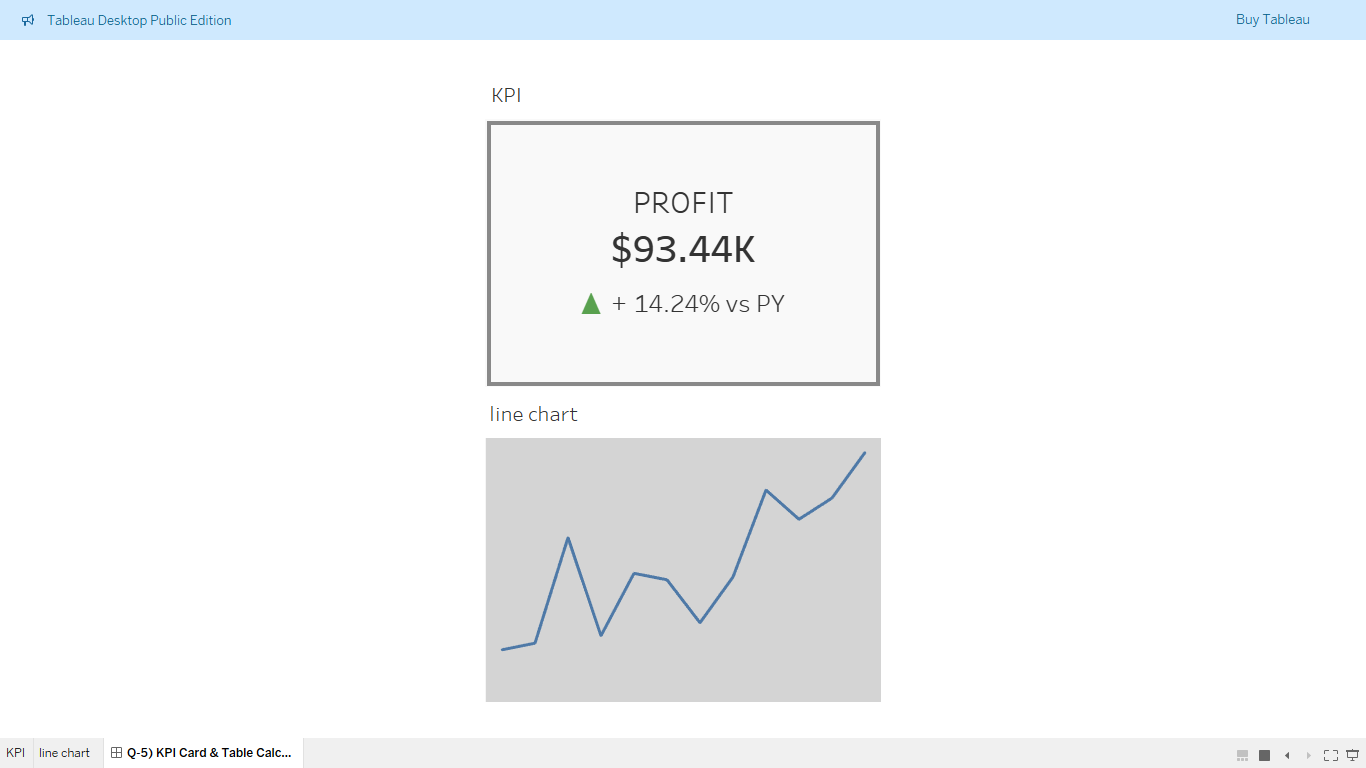 Tableau Desktop Public Edition
Buy Tableau
KPI
PROFIT
$93.44K
▲ + 14.24% vs PY
line chart
KPI
line chart
Q-5) KPI Card & Table Calc...